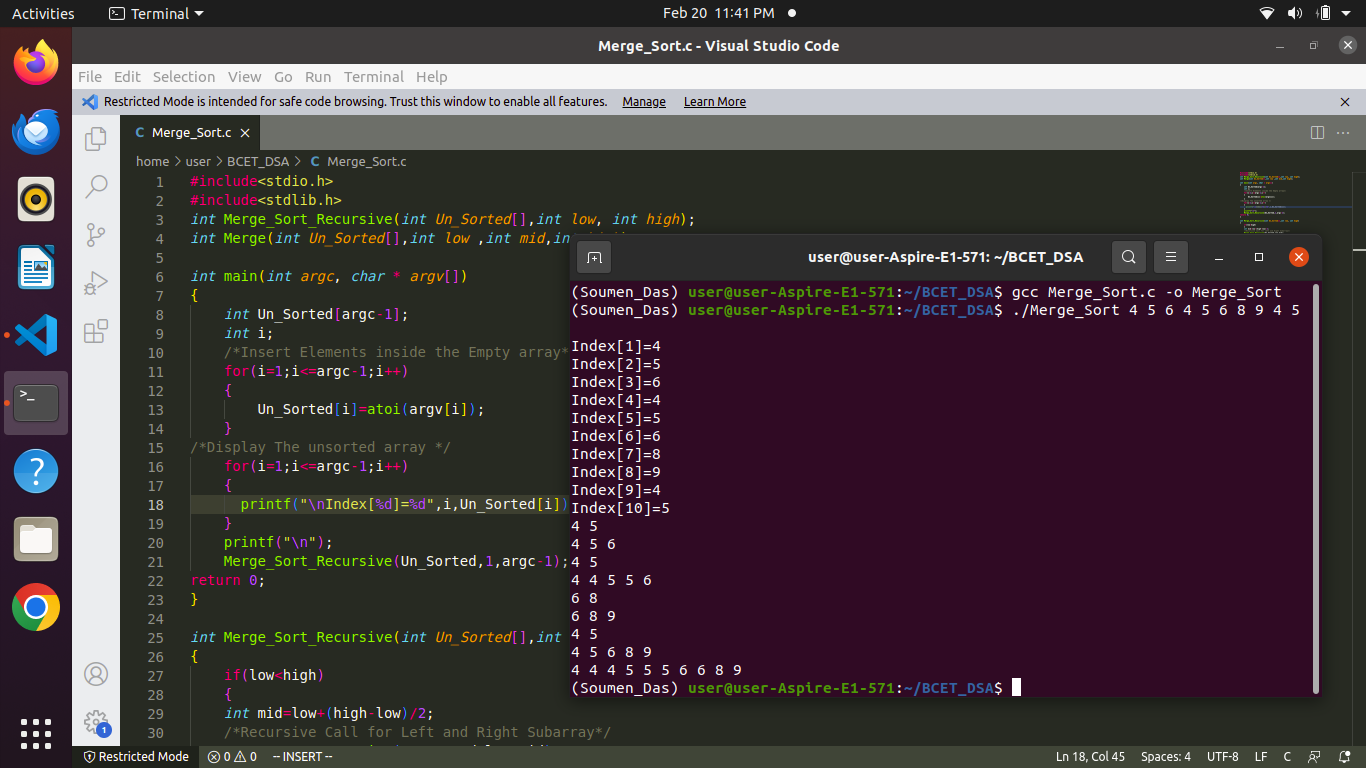 Activities Terminal Feb 20 11:41 PM
Merge_Sort.c - Visual Studio Code
File Edit Selection View Go Run Terminal Help
Restricted Mode is intended for safe code browsing. Trust this window to enable all features. Manage Learn More
C Merge_Sort.c
home > user > BCET_DSA > C Merge_Sort.c
1 #include<stdio.h>
2 #include<stdlib.h>
3 int Merge_Sort_Recursive(int Un_Sorted[],int low, int high);
4 int Merge(int Un_Sorted[],int low ,int mid,in
5
6 int main(int argc, char * argv[])
7 {
8 int Un_Sorted[argc-1];
9 int i;
10 /*Insert Elements inside the Empty array*
11 for(i=1;i<=argc-1;i++)
12 {
13 Un_Sorted[i]=atoi(argv[i]);
14 }
15 /*Display The unsorted array */
16 for(i=1;i<=argc-1;i++)
17 {
18 printf("\nIndex[%d]=%d",i,Un_Sorted[i])
19 }
20 printf("\n");
21 Merge_Sort_Recursive(Un_Sorted,1,argc-1);
22 return 0;
23 }
24
25 int Merge_Sort_Recursive(int Un_Sorted[],int
26 {
27 if(low<high)
28 {
29 int mid=low+(high-low)/2;
30 /*Recursive Call for Left and Right Subarray*/
user@user-Aspire-E1-571: ~/BCET_DSA
(Soumen_Das) user@user-Aspire-E1-571:~/BCET_DSA$ gcc Merge_Sort.c -o Merge_Sort
(Soumen_Das) user@user-Aspire-E1-571:~/BCET_DSA$ ./Merge_Sort 4 5 6 4 5 6 8 9 4 5
Index[1]=4
Index[2]=5
Index[3]=6
Index[4]=4
Index[5]=5
Index[6]=6
Index[7]=8
Index[8]=9
Index[9]=4
Index[10]=5
4 5
4 5 6
4 5
4 4 5 5 6
6 8
6 8 9
4 5
4 5 6 8 9
4 4 4 5 5 5 6 6 8 9
(Soumen_Das) user@user-Aspire-E1-571:~/BCET_DSA$
1
Restricted Mode 0 0 -- INSERT -- Ln 18, Col 45 Spaces: 4 UTF-8 LF C